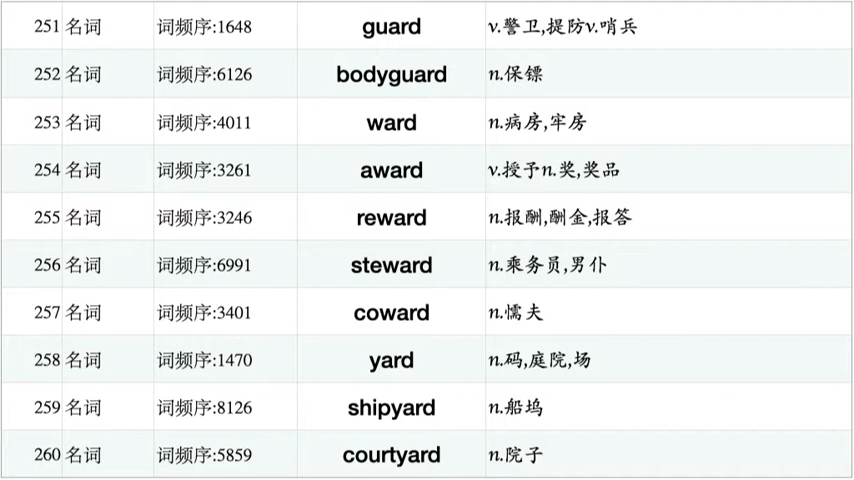 251 名词 词频序:1648 guard v.警卫,提防v.哨兵
252 名词 词频序:6126 bodyguard n.保镖
253 名词 词频序:4011 ward n.病房,牢房
254 名词 词频序:3261 award v.授予n.奖,奖品
255 名词 词频序:3246 reward n.报酬,酬金,报答
256 名词 词频序:6991 steward n.乘务员,男仆
257 名词 词频序:3401 coward n.懦夫
258 名词 词频序:1470 yard n.码,庭院,场
259 名词 词频序:8126 shipyard n.船坞
260 名词 词频序:5859 courtyard n.院子